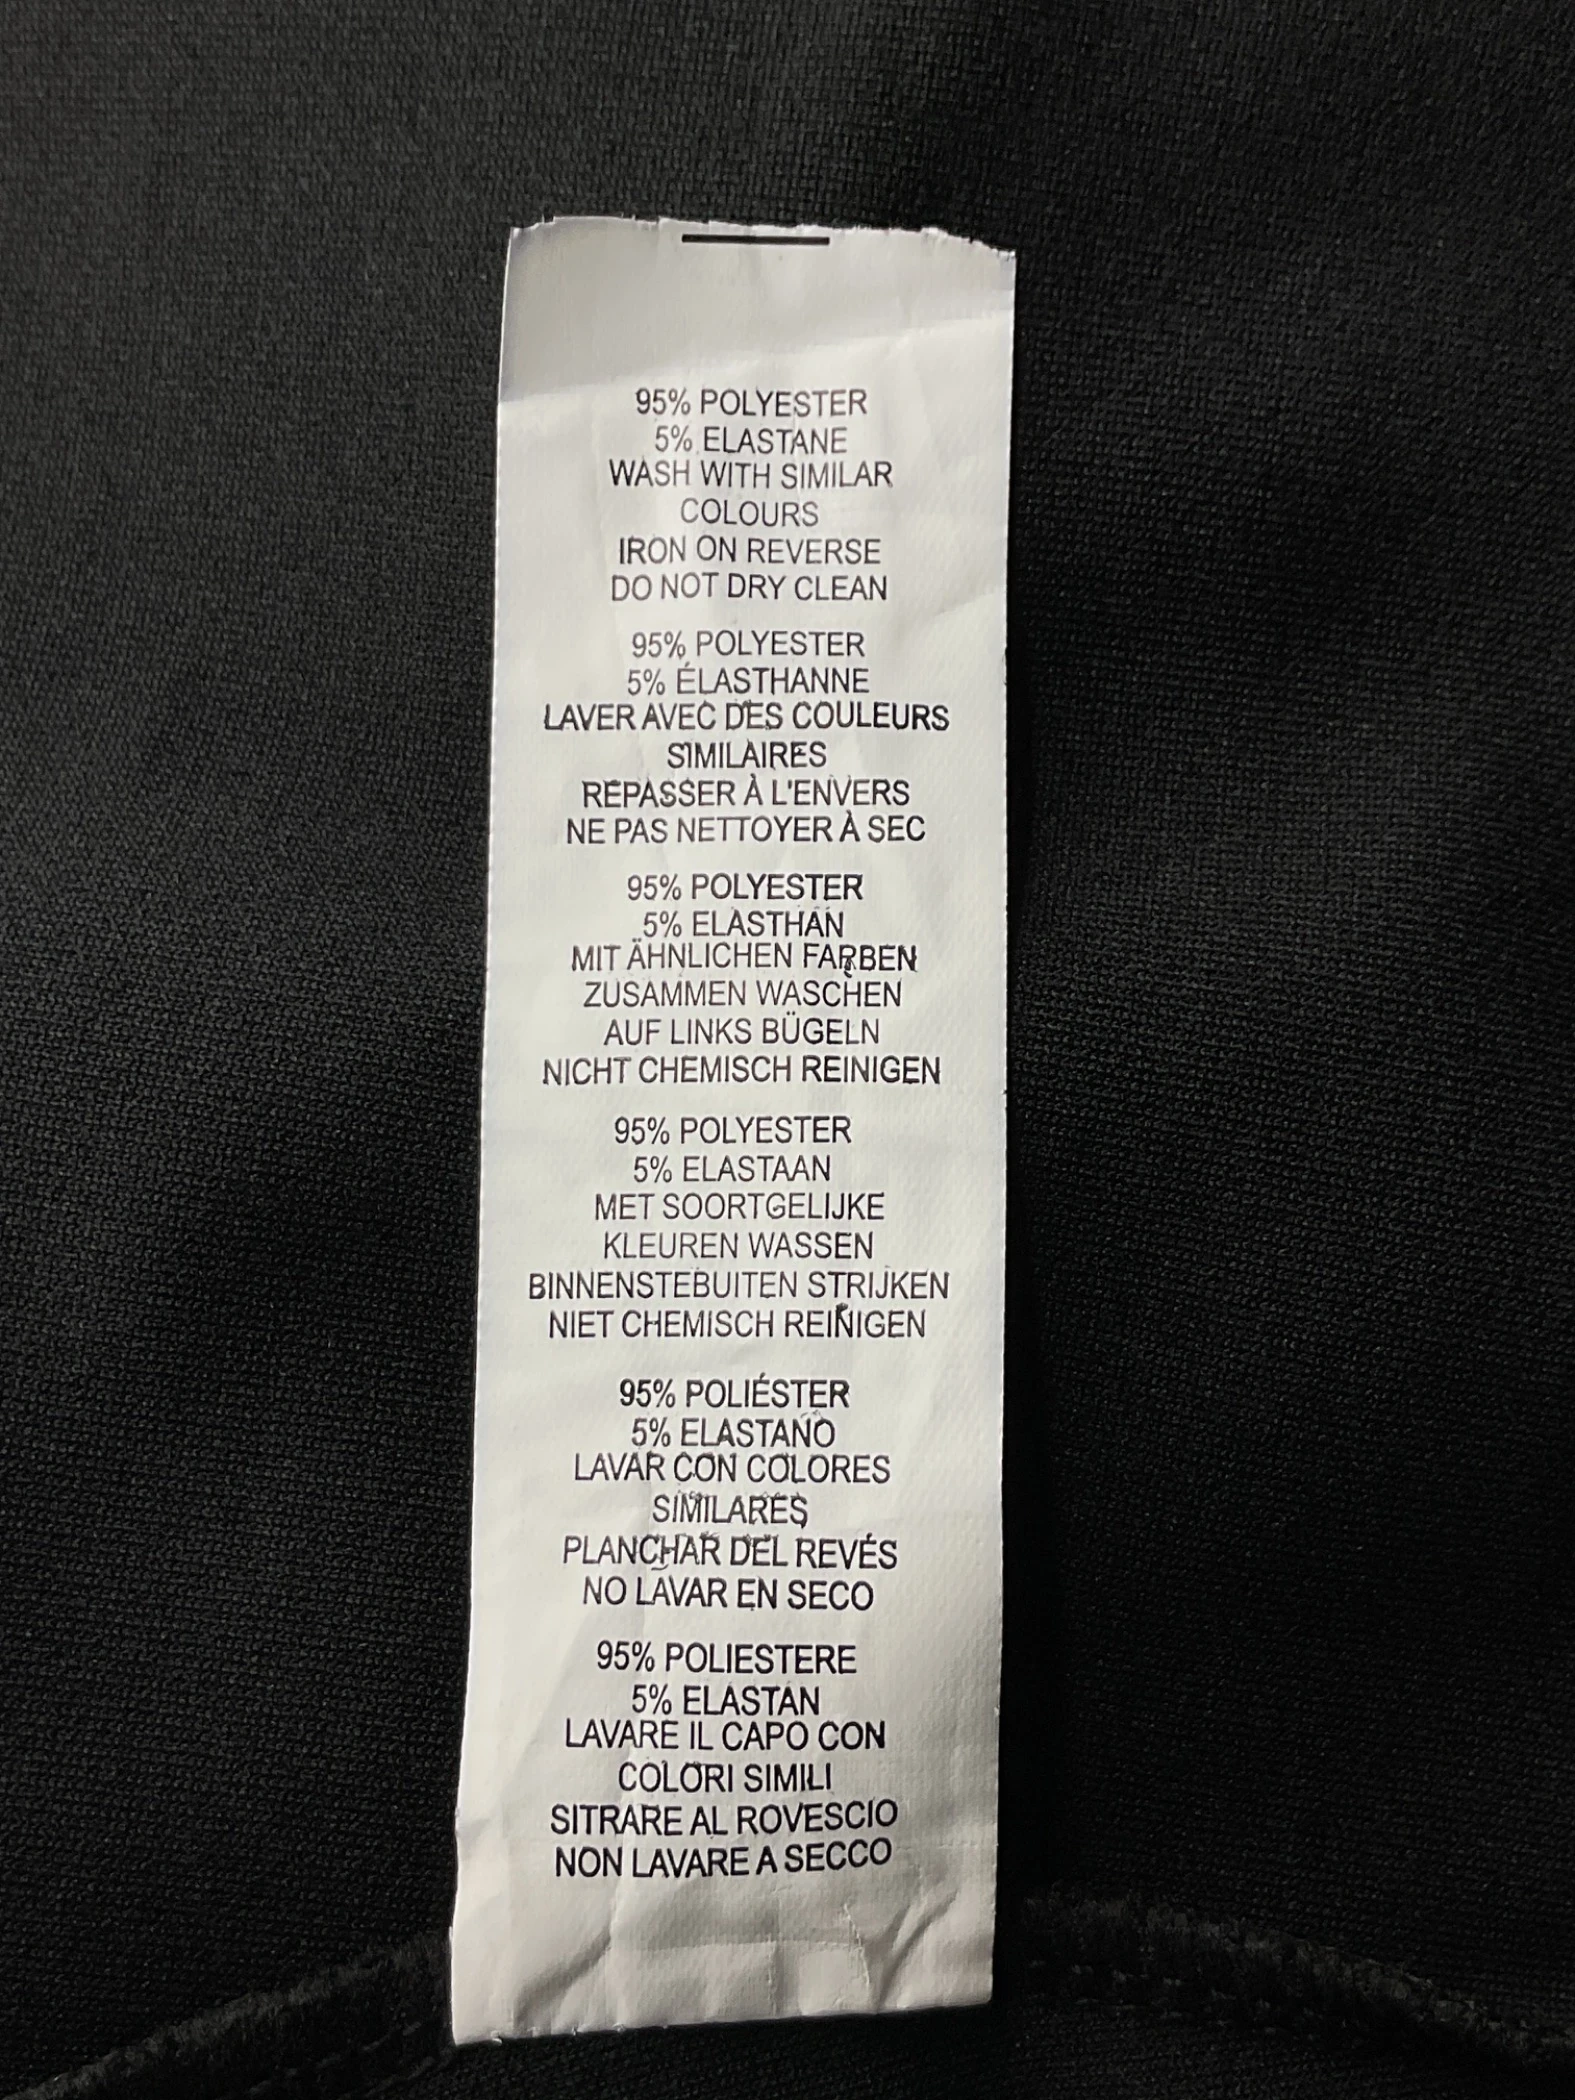 95% POLYESTER
5% ELASTANE
WASH WITH SIMILAR
COLOURS
IRON ON REVERSE
DO NOT DRY CLEAN
95% POLYESTER
5% ÉLASTHANNE
LAVER AVEC DES COULEURS
SIMILAIRES
REPASSER À L'ENVERS
NE PAS NETTOYER À SEC
95% POLYESTER
5% ELASTHAN
MIT ÄHNLICHEN FARBEN
ZUSAMMEN WASCHEN
AUF LINKS BÜGELN
NICHT CHEMISCH REINIGEN
95% POLYESTER
5% ELASTAAN
MET SOORTGELIJKE
KLEUREN WASSEN
BINNENSTEBUITEN STRIJKEN
NIET CHEMISCH REINIGEN
95% POLIÉSTER
5% ELASTANO
LAVAR CON COLORES
SIMILARES
PLANCHAR DEL REVÉS
NO LAVAR EN SECO
95% POLIESTERE
5% ELASTAN
LAVARE IL CAPO CON
COLORI SIMILI
SITRARE AL ROVESCIO
NON LAVARE A SECCO